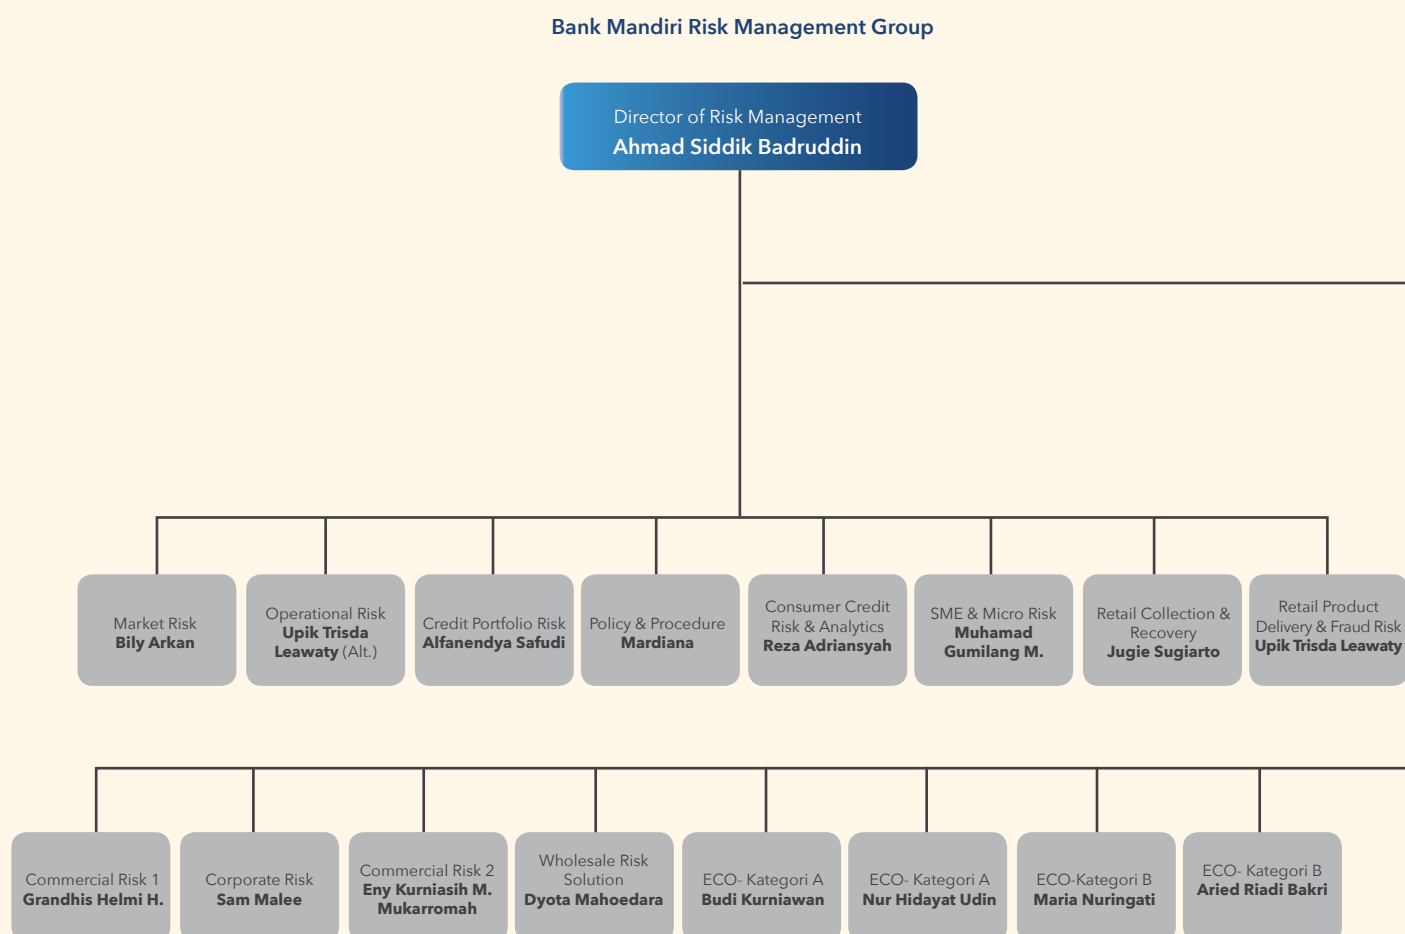 Bank Mandiri Risk Management Group
Director of Risk Management
Ahmad Siddik Badruddin
Market Risk
Bily Arkan
Operational Risk
Upik Trisda
Leawaty (Alt.)
Credit Portfolio Risk
Alfanendya Safudi
Policy & Procedure
Mardiana
Consumer Credit
Risk & Analytics
Reza Adriansyah
SME & Micro Risk
Muhamad
Gumilang M.
Retail Collection &
Recovery
Jugie Sugiarto
Retail Product
Delivery & Fraud Risk
Upik Trisda Leawaty
Commercial Risk 1
Grandhis Helmi H.
Corporate Risk
Sam Malee
Commercial Risk 2
Eny Kurniasih M.
Mukarromah
Wholesale Risk
Solution
Dyota Mahoedara
ECO- Kategori A
Budi Kurniawan
ECO- Kategori A
Nur Hidayat Udin
ECO-Kategori B
Maria Nuringati
ECO- Kategori B
Aried Riadi Bakri